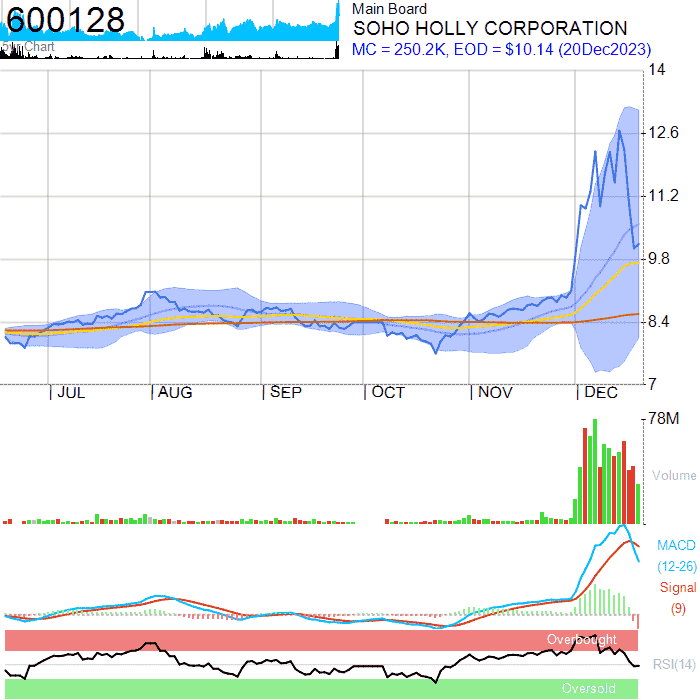 600128
Main Board
SOHO HOLLY CORPORATION
MC = 250.2K, EOD = $10.14 (20Dec2023)
5yr Chart
14
12.6
11.2
9.8
8.4
7
JUL
AUG
SEP
OCT
NOV
DEC
78M
Volume
MACD
(12-26)
Signal
(9)
Overbought
RSI(14)
Oversold